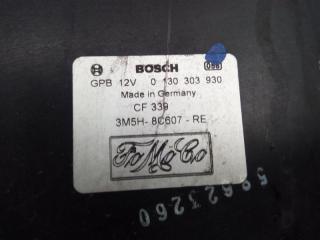 BOSCH
GPB 12V 0 130 303 930
Made in Germany
CF 339
3M5H- 8C607 - RE
FoMoCo
59623260